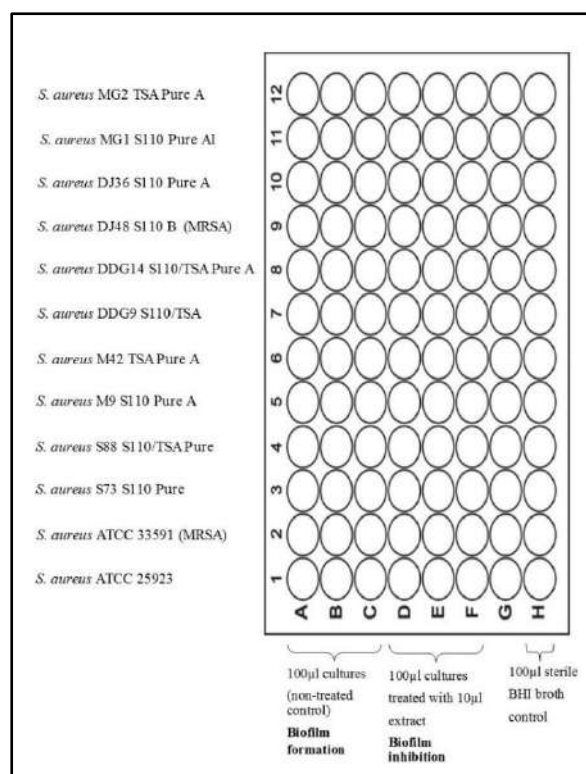 S. aureus MG2 TSA Pure A
12
S. aureus MG1 S110 Pure AI
11
S. aureus DJ36 S110 Pure A
10
S. aureus DJ48 S110 B (MRSA)
9
S. aureus DDG14 S110/TSA Pure A
8
S. aureus DDG9 S110/TSA
7
S. aureus M42 TSA Pure A
6
S. aureus M9 S110 Pure A
5
S. aureus S88 S110/TSA Pure
4
S. aureus S73 S110 Pure
3
S. aureus ATCC 33591 (MRSA)
2
S. aureus ATCC 25923
1
A B C D E F G H
100µl cultures
(non-treated
control)
Biofilm
formation
100µl cultures
treated with 10µl
extract
Biofilm
inhibition
100µl sterile
BHI broth
control